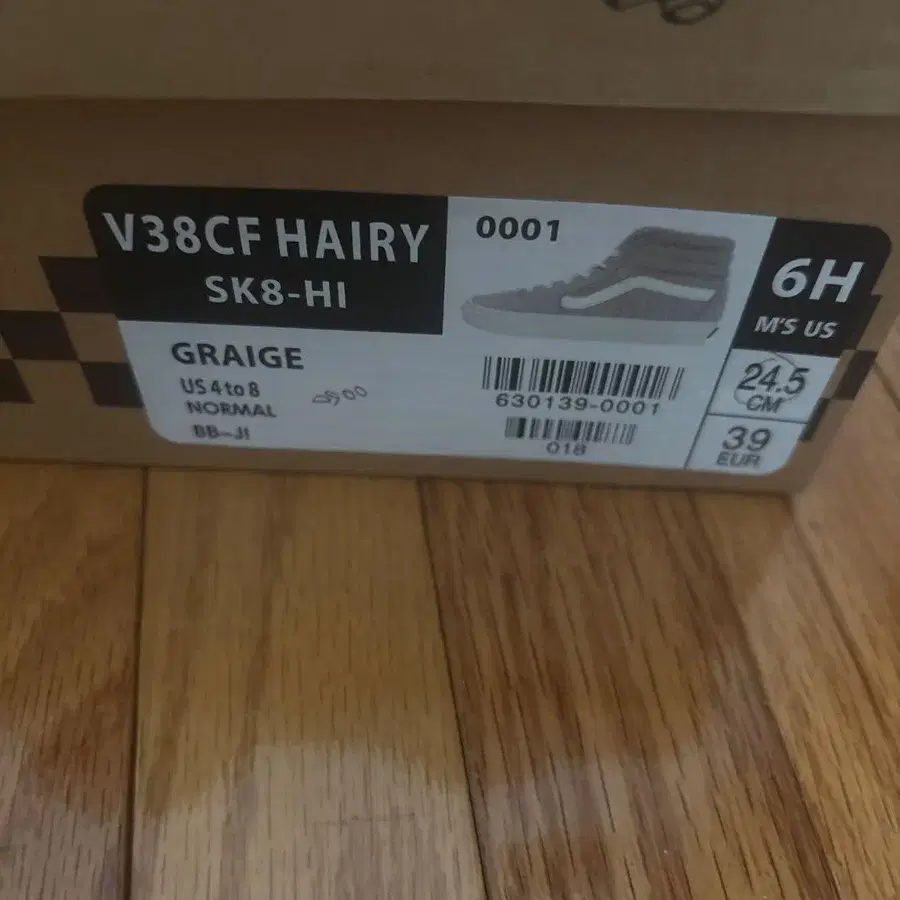 V38CF HAIRY
SK8-HI
GRAIGE
US 4 to 8
NORMAL
BB-JI
0001
630139-0001
018
6H
M'S US
24.5
CM
39
EUR